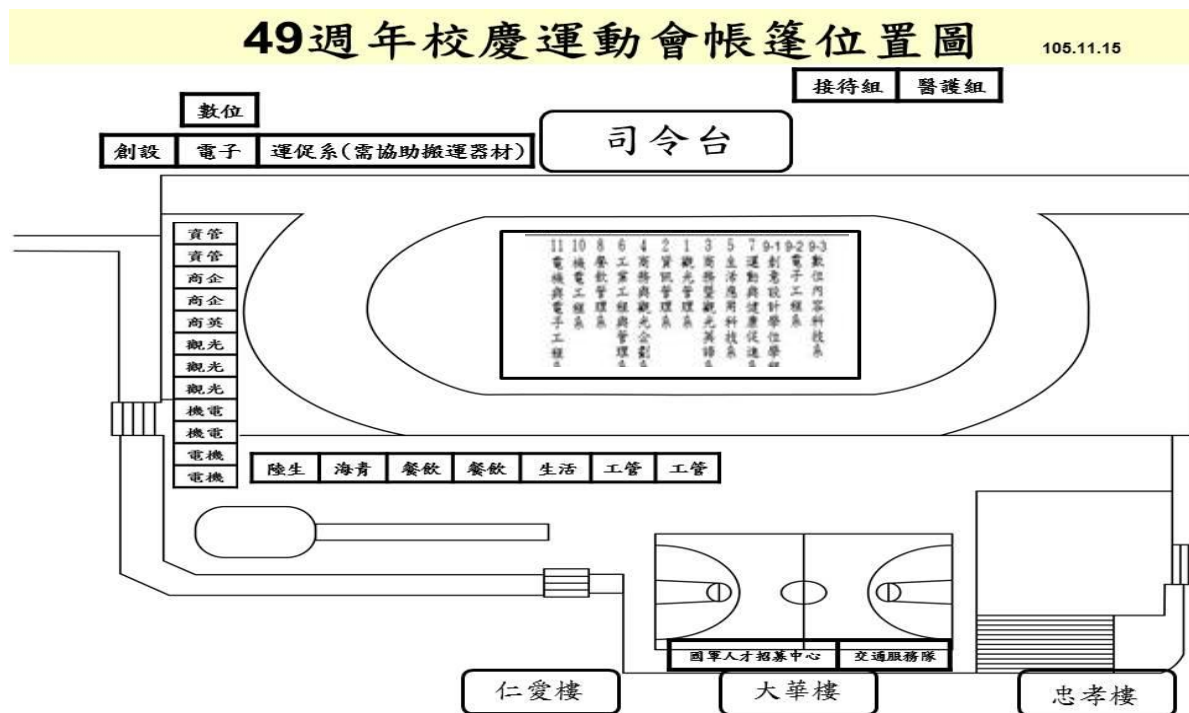 49週年校慶運動會帳篷位置圖
105.11.15
接待組 醫護組
數位
創設 電子 運促系(需協助搬運器材)
司令台
資管
資管
商企
商企
商英
觀光
觀光
觀光
機電
機電
電機
電機
9-3 數位內容科技系
9-2 電子工程系
9-1 創意設計學位學程
7 運動與健康促進系
5 生活應用科技系
3 商務暨觀光英語系
1 觀光管理系
2 資訊管理系
4 商務與觀光企劃系
6 工業工程與管理系
8 餐飲管理系
10 機電工程系
11 電機與電子工程系
陸生 海青 餐飲 餐飲 生活 工管 工管
國軍人才招募中心 交通服務隊
仁愛樓 大華樓 忠孝樓